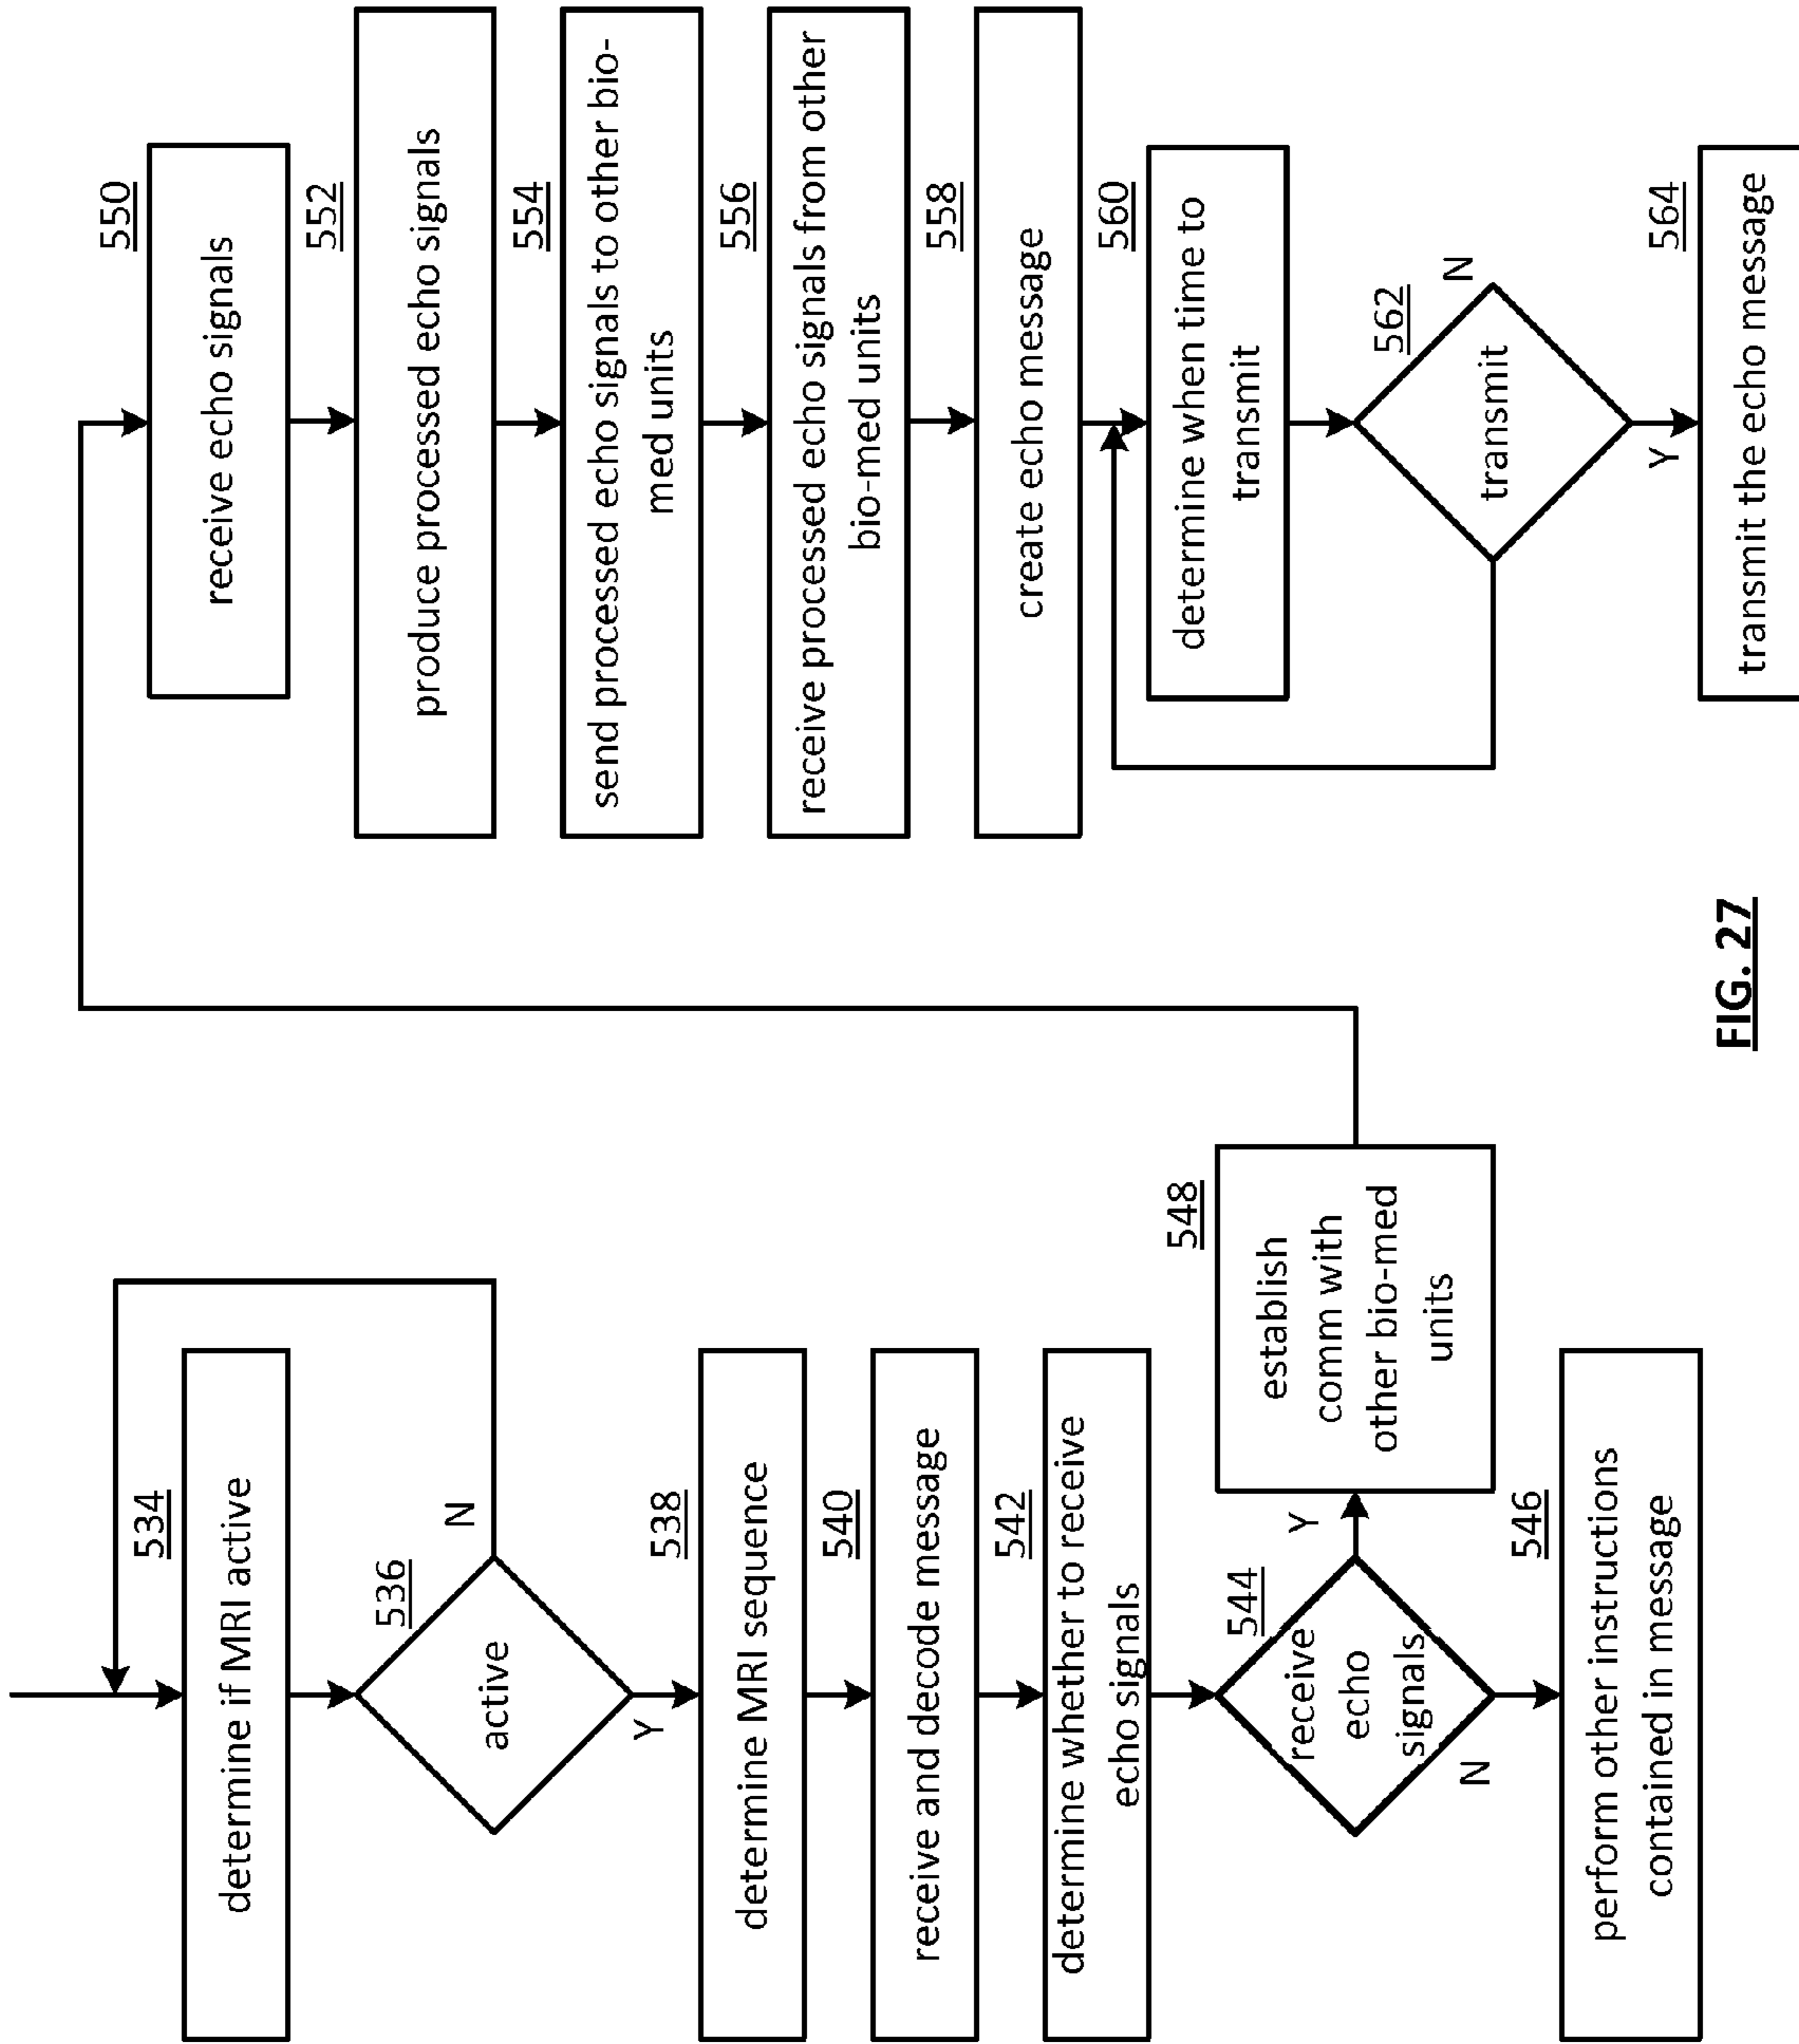 534
determine if MRI active
536
active
N
Y
538
determine MRI sequence
540
receive and decode message
542
determine whether to receive
echo signals
544
receive
echo
signals
Y
N
546
perform other instructions
contained in message
548
establish
comm with
other bio-med
units
550
receive echo signals
552
produce processed echo signals
554
send processed echo signals to other bio-
med units
556
receive processed echo signals from other
bio-med units
558
create echo message
560
determine when time to
transmit
562
transmit
N
Y
564
transmit the echo message
FIG. 27